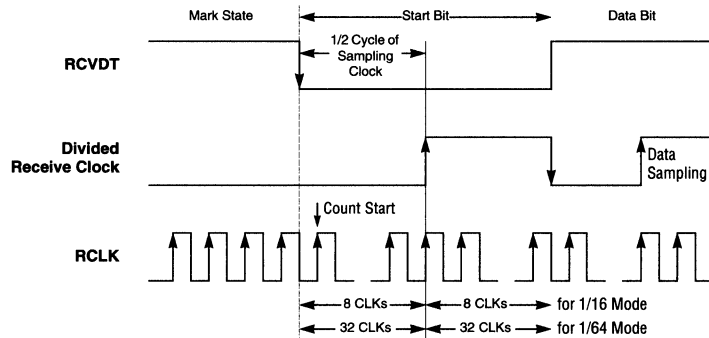 Mark State
Start Bit
Data Bit
RCVDT
1/2 Cycle of
Sampling
Clock
Divided
Receive Clock
Data
Sampling
Count Start
RCLK
8 CLKs
8 CLKs
for 1/16 Mode
32 CLKs
32 CLKs
for 1/64 Mode